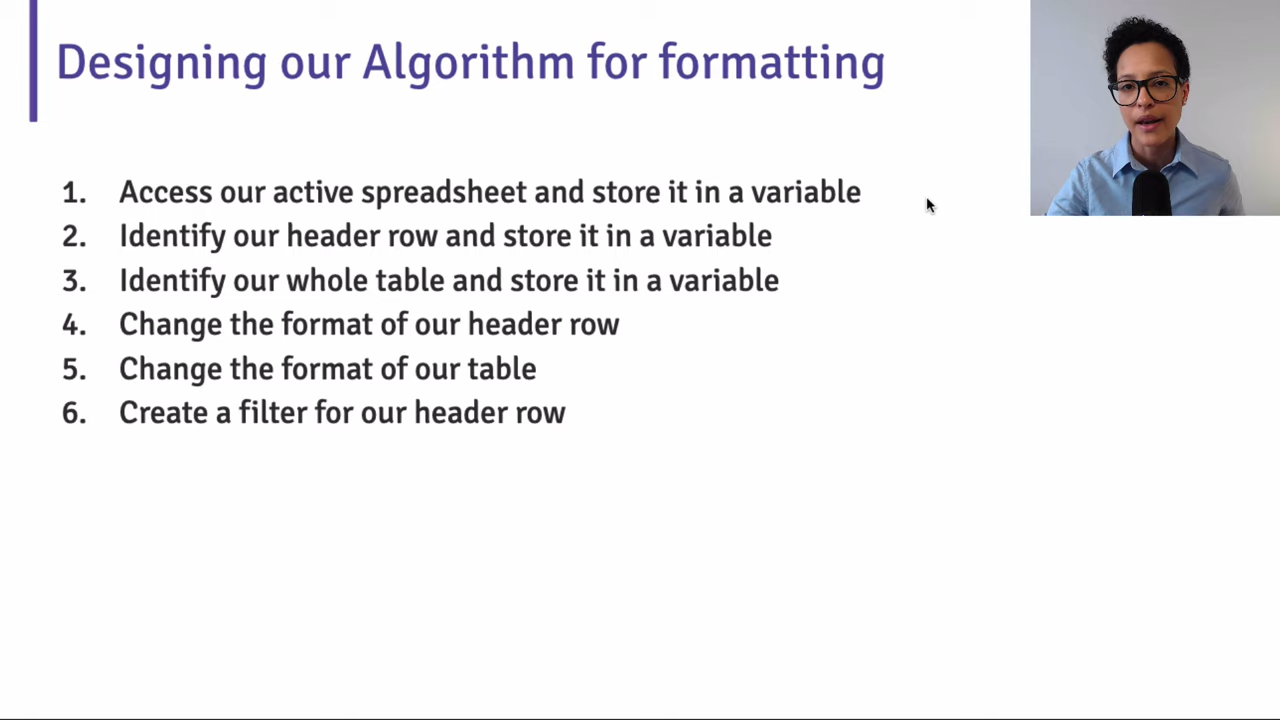 Designing our Algorithm for formatting
1. Access our active spreadsheet and store it in a variable
2. Identify our header row and store it in a variable
3. Identify our whole table and store it in a variable
4. Change the format of our header row
5. Change the format of our table
6. Create a filter for our header row